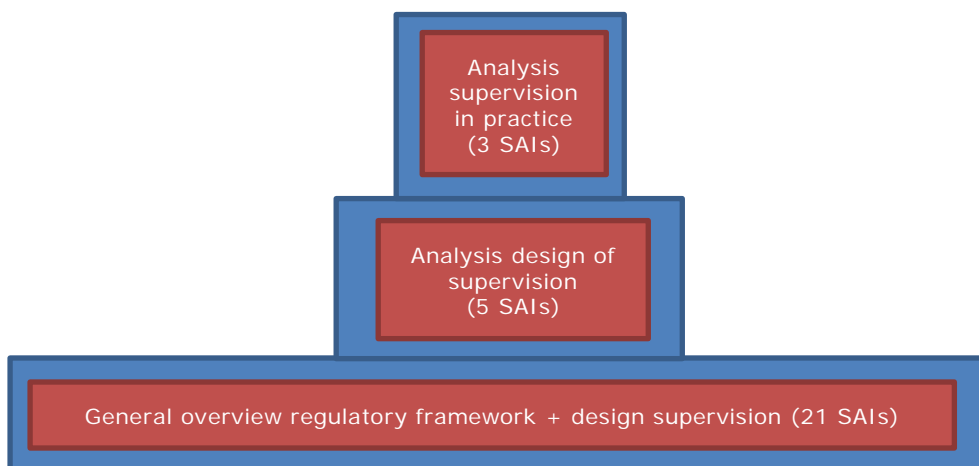 Analysis
supervision
in practice
(3 SAIs)
Analysis design of
supervision
(5 SAIs)
General overview regulatory framework + design supervision (21 SAIs)